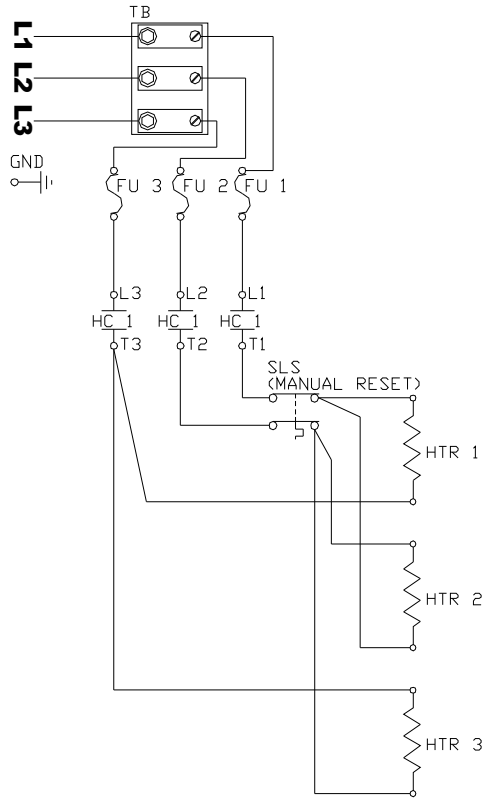 TB
L1
L2
L3
GND
FU 3
FU 2
FU 1
L3
L2
L1
HC 1
HC 1
HC 1
T3
T2
T1
SLS
(MANUAL RESET)
HTR 1
HTR 2
HTR 3